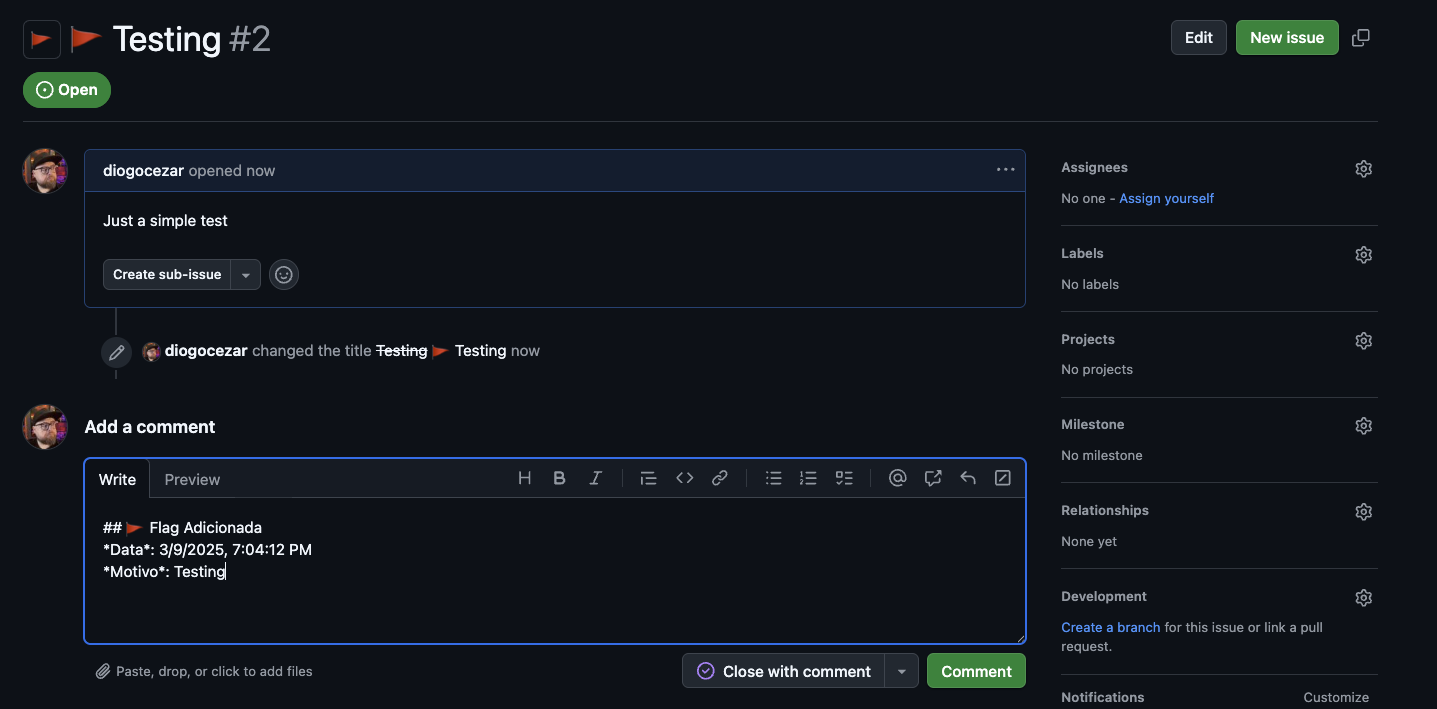 🚩 Testing #2
Edit
New issue
Open
diogocezar opened now
Just a simple test
Create sub-issue
diogocezar changed the title Testing 🚩 Testing now
Add a comment
Write
Preview
## 🚩 Flag Adicionada
*Data*: 3/9/2025, 7:04:12 PM
*Motivo*: Testing
Paste, drop, or click to add files
Close with comment
Comment
Assignees
No one - Assign yourself
Labels
No labels
Projects
No projects
Milestone
No milestone
Relationships
None yet
Development
Create a branch for this issue or link a pull
request.
Notifications
Customize